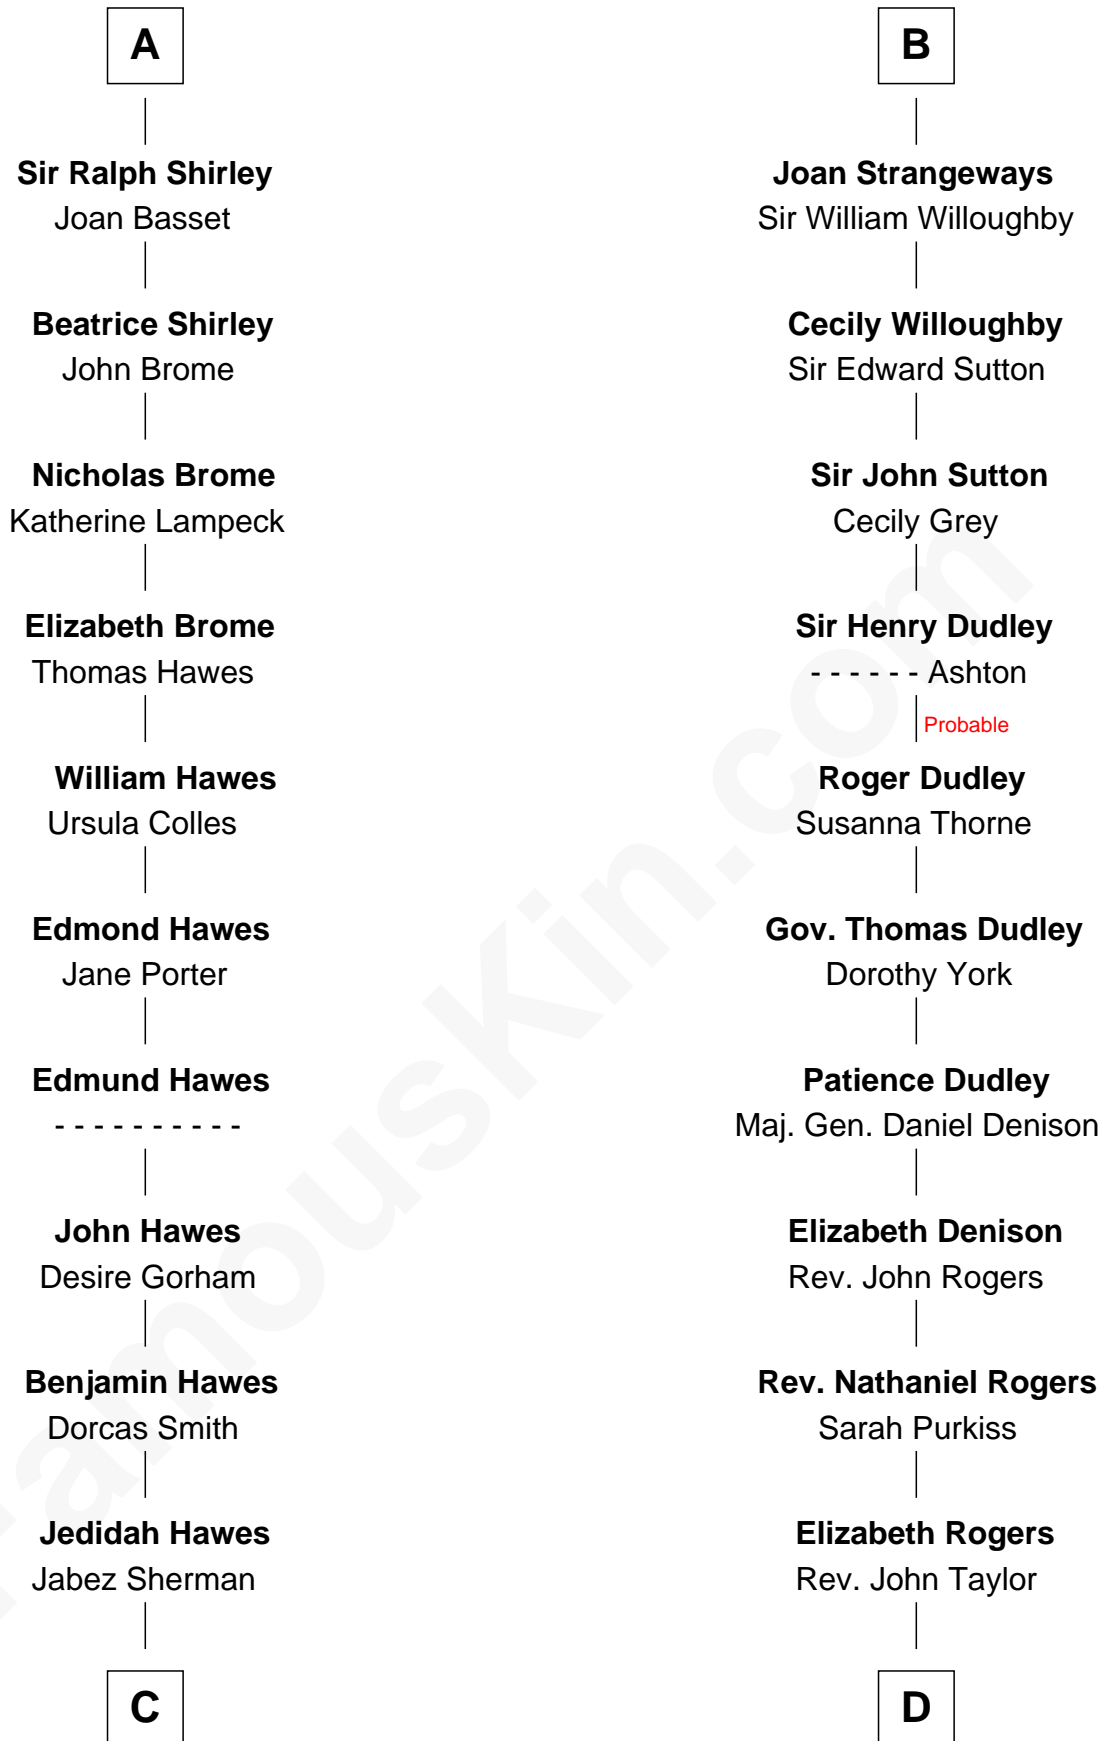 A
Sir Ralph Shirley
Joan Basset
Beatrice Shirley
John Brome
Nicholas Brome
Katherine Lampeck
Elizabeth Brome
Thomas Hawes
William Hawes
Ursula Colles
Edmond Hawes
Jane Porter
Edmund Hawes
- - - - - - - - - -
John Hawes
Desire Gorham
Benjamin Hawes
Dorcas Smith
Jedidah Hawes
Jabez Sherman
C
B
Joan Strangeways
Sir William Willoughby
Cecily Willoughby
Sir Edward Sutton
Sir John Sutton
Cecily Grey
Sir Henry Dudley
- - - - - - Ashton
Probable
Roger Dudley
Susanna Thorne
Gov. Thomas Dudley
Dorothy York
Patience Dudley
Maj. Gen. Daniel Denison
Elizabeth Denison
Rev. John Rogers
Rev. Nathaniel Rogers
Sarah Purkiss
Elizabeth Rogers
Rev. John Taylor
D
FamousKin.com